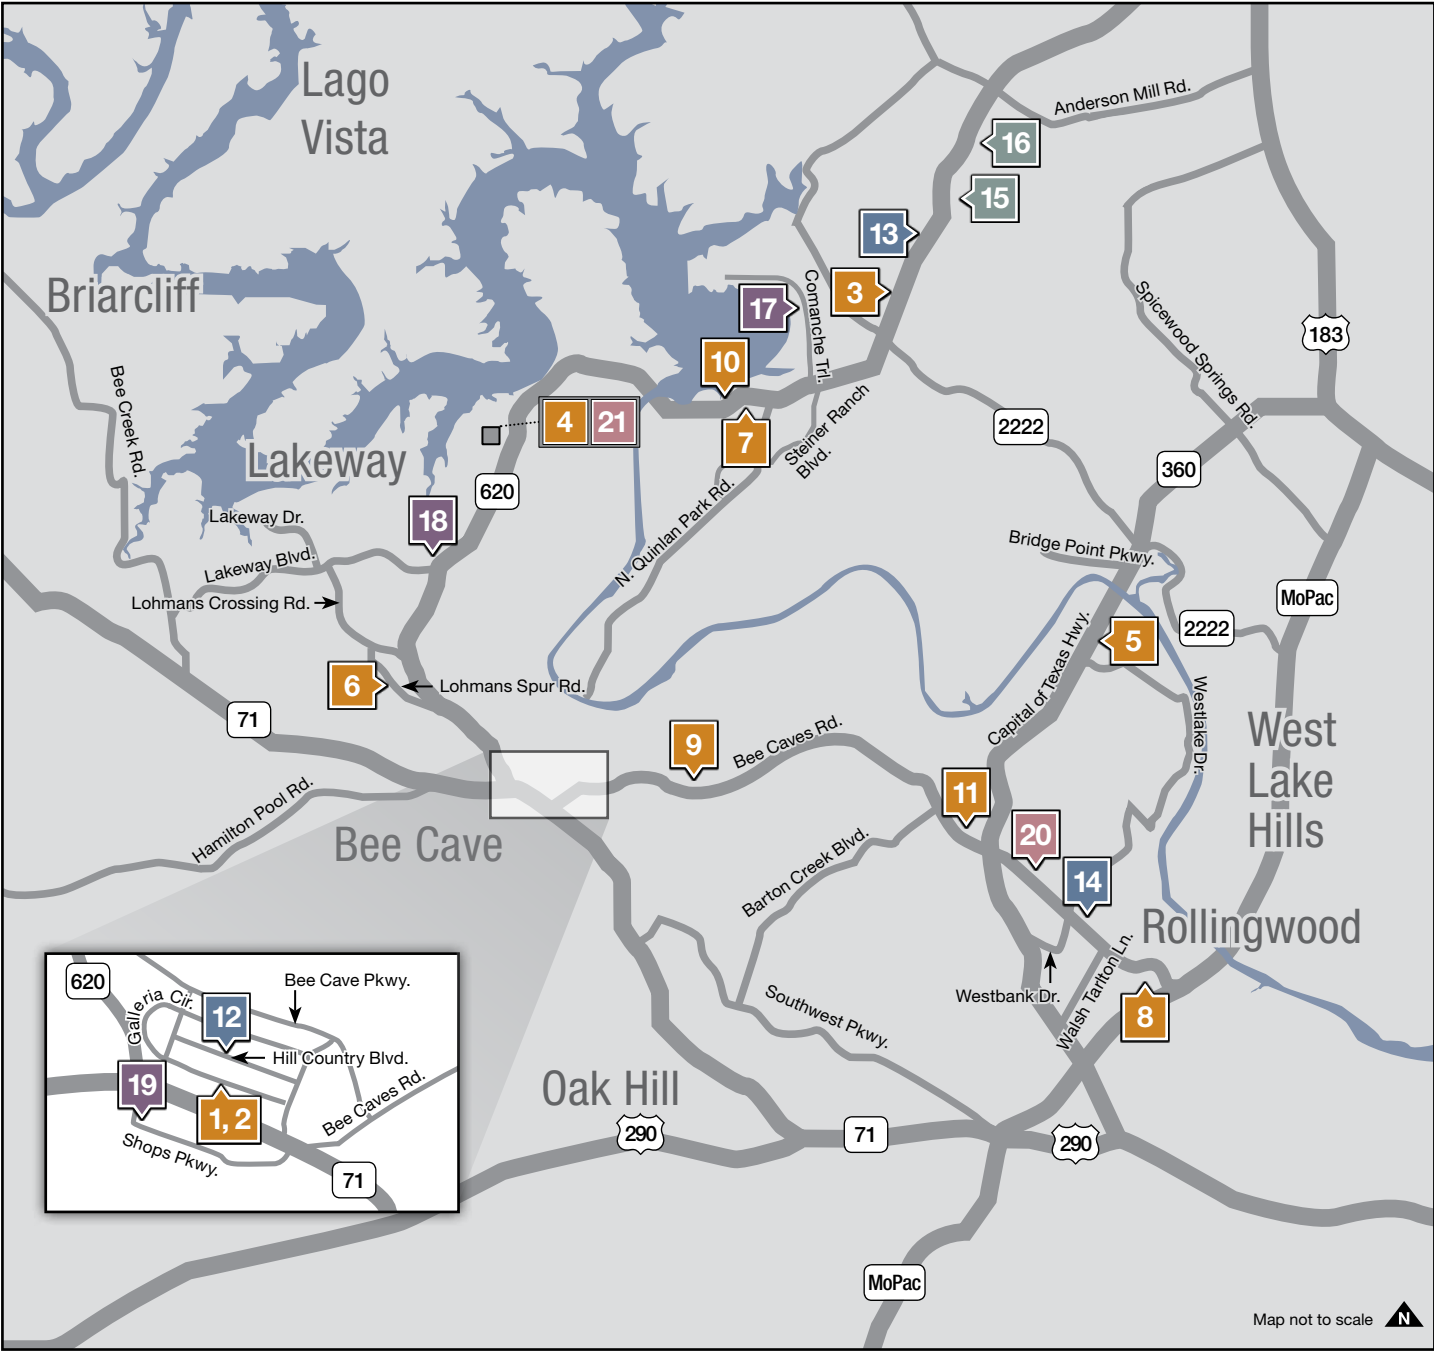 Lago
Vista
Anderson Mill Rd.
16
15
13
3
Briarcliff
17
Comanche Trl.
Spicewood Springs Rd.
183
10
Bee Creek Rd.
4
21
7
Steiner Ranch
Blvd.
2222
360
Lakeway
620
18
Lakeway Dr.
N. Quinlan Park Rd.
Lakeway Blvd.
Bridge Point Pkwy.
Lohmans Crossing Rd.
MoPac
2222
5
6
Lohmans Spur Rd.
Capital of Texas Hwy.
Westlake Dr.
71
9
Bee Caves Rd.
West
Lake
Hills
11
Hamilton Pool Rd.
Bee Cave
20
Barton Creek Blvd.
14
Rollingwood
Westbank Dr.
Walsh Tarlton Ln.
8
Southwest Pkwy.
620
Bee Cave Pkwy.
Galleria Cir.
12
Hill Country Blvd.
19
1, 2
Bee Caves Rd.
Shops Pkwy.
71
Oak Hill
290
71
290
MoPac
Map not to scale
N